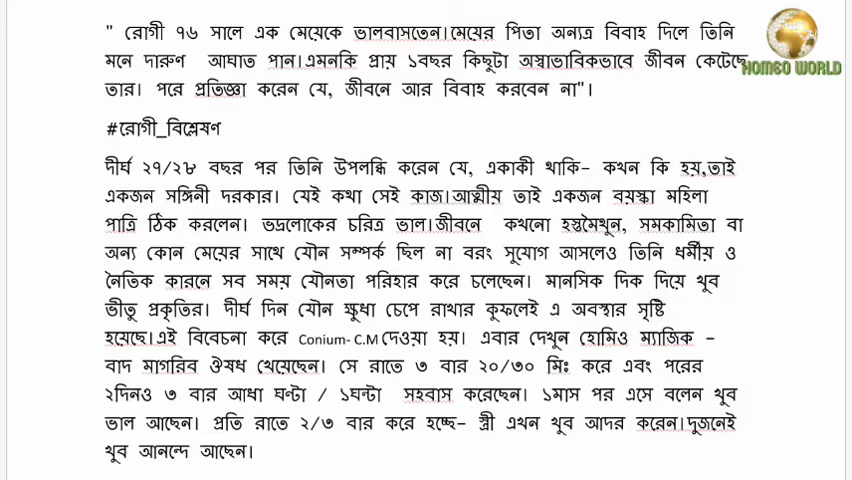 " রোগী ৭৬ সালে এক মেয়েকে ভালবাসতেন।মেয়ের পিতা অন্যত্র বিবাহ দিলে তিনি
মনে দারুণ আঘাত পান।এমনকি প্রায় ১বছর কিছুটা অস্বাভাবিকভাবে জীবন কেটেছে
তার। পরে প্রতিজ্ঞা করেন যে, জীবনে আর বিবাহ করবেন না"।
HOMEO WORLD
#রোগী_বিশ্লেষণ
দীর্ঘ ২৭/২৮ বছর পর তিনি উপলব্ধি করেন যে, একাকী থাকি- কখন কি হয়,তাই
একজন সঙ্গিনী দরকার। যেই কথা সেই কাজ।আত্মীয় তাই একজন বয়স্কা মহিলা
পাত্রি ঠিক করলেন। ভদ্রলোকের চরিত্র ভাল।জীবনে কখনো হস্তমৈথুন, সমকামিতা বা
অন্য কোন মেয়ের সাথে যৌন সম্পর্ক ছিল না বরং সুযোগ আসলেও তিনি ধর্মীয় ও
নৈতিক কারনে সব সময় যৌনতা পরিহার করে চলেছেন। মানসিক দিক দিয়ে খুব
ভীতু প্রকৃতির। দীর্ঘ দিন যৌন ক্ষুধা চেপে রাখার কুফলেই এ অবস্থার সৃষ্টি
হয়েছে।এই বিবেচনা করে Conium- C.M দেওয়া হয়। এবার দেখুন হোমিও ম্যাজিক –
বাদ মাগরিব ঔষধ খেয়েছেন। সে রাতে ৩ বার ২০/৩০ মিঃ করে এবং পরের
২দিনও ৩ বার আধা ঘণ্টা / ১ঘন্টা সহবাস করেছেন। ১মাস পর এসে বলেন খুব
ভাল আছেন। প্রতি রাতে ২/৩ বার করে হচ্ছে- স্ত্রী এখন খুব আদর করেন।দুজনেই
খুব আনন্দে আছেন।